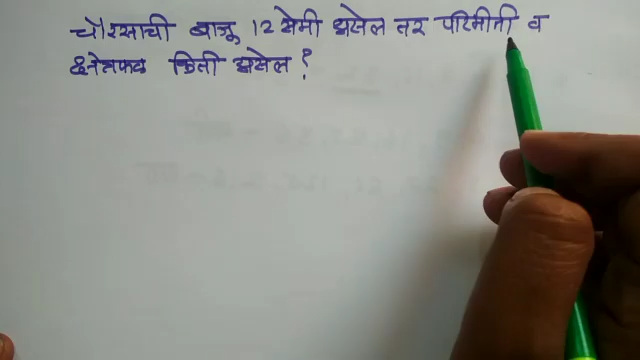 चौरसाची बाजू 12 सेमी असेल तर परिमीती व
क्षेत्रफळ किती असेल ?